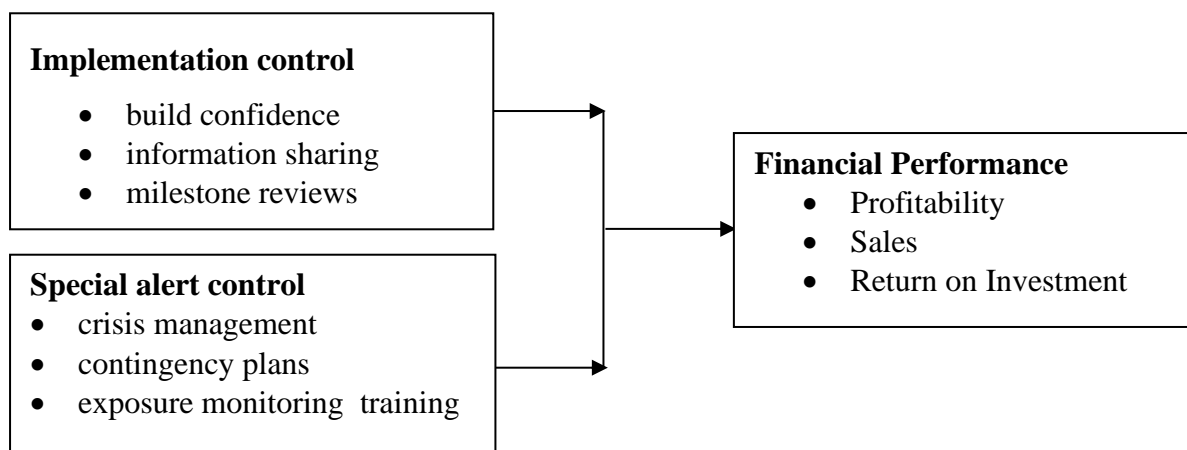 Implementation control
• build confidence
• information sharing
• milestone reviews
Special alert control
• crisis management
• contingency plans
• exposure monitoring training
Financial Performance
• Profitability
• Sales
• Return on Investment